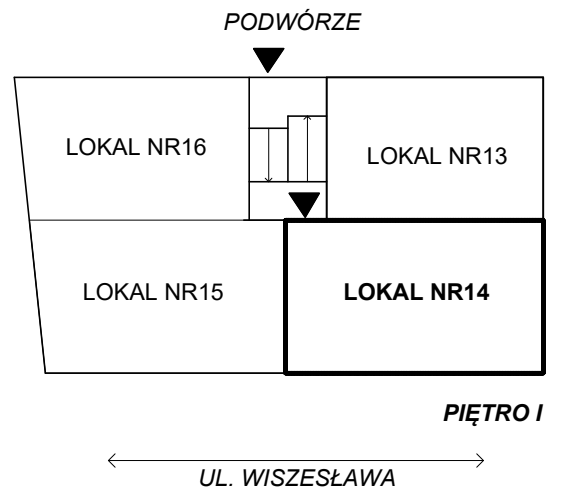 PODWÓRZE
LOKAL NR16
LOKAL NR13
LOKAL NR15
LOKAL NR14
PIĘTRO I
UL. WISZESŁAWA